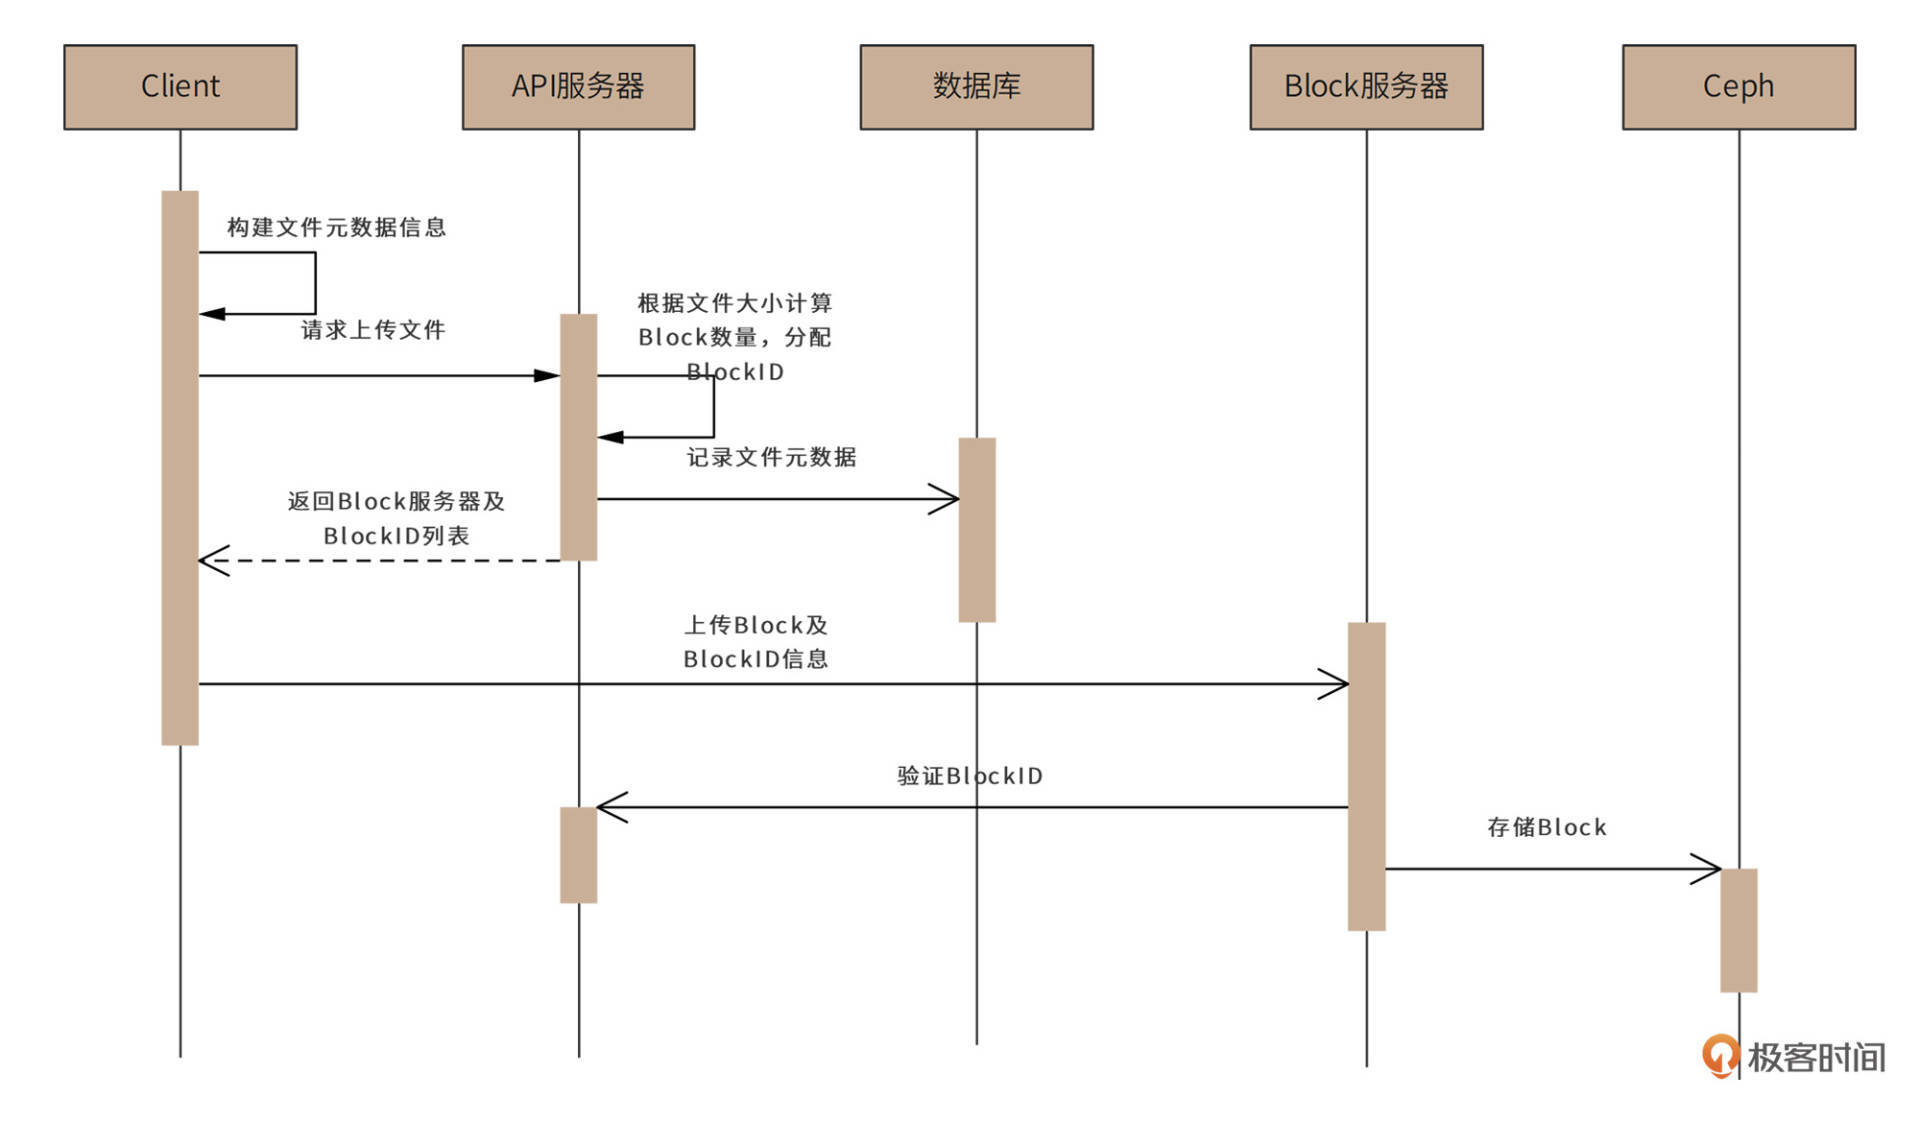 Client
API服务器
数据库
Block服务器
Ceph
构建文件元数据信息
请求上传文件
根据文件大小计算
Block数量，分配
BlockID
记录文件元数据
返回Block服务器及
BlockID列表
上传Block及
BlockID信息
验证BlockID
存储Block
极客时间